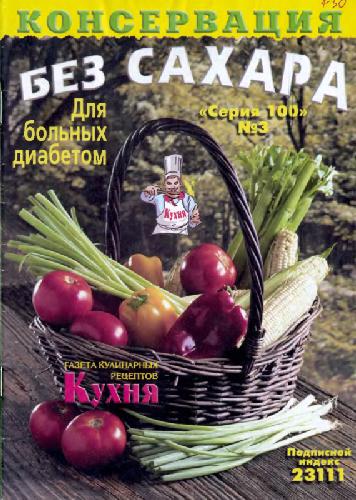 КОНСЕРВАЦИЯ
БЕЗ САХАРА
Для
больных
диабетом
«Серия 100»
№3
Кухня
ГАЗЕТА КУЛИНАРНЫХ
РЕЦЕПТОВ
Кухня
Подписной
индекс
23111